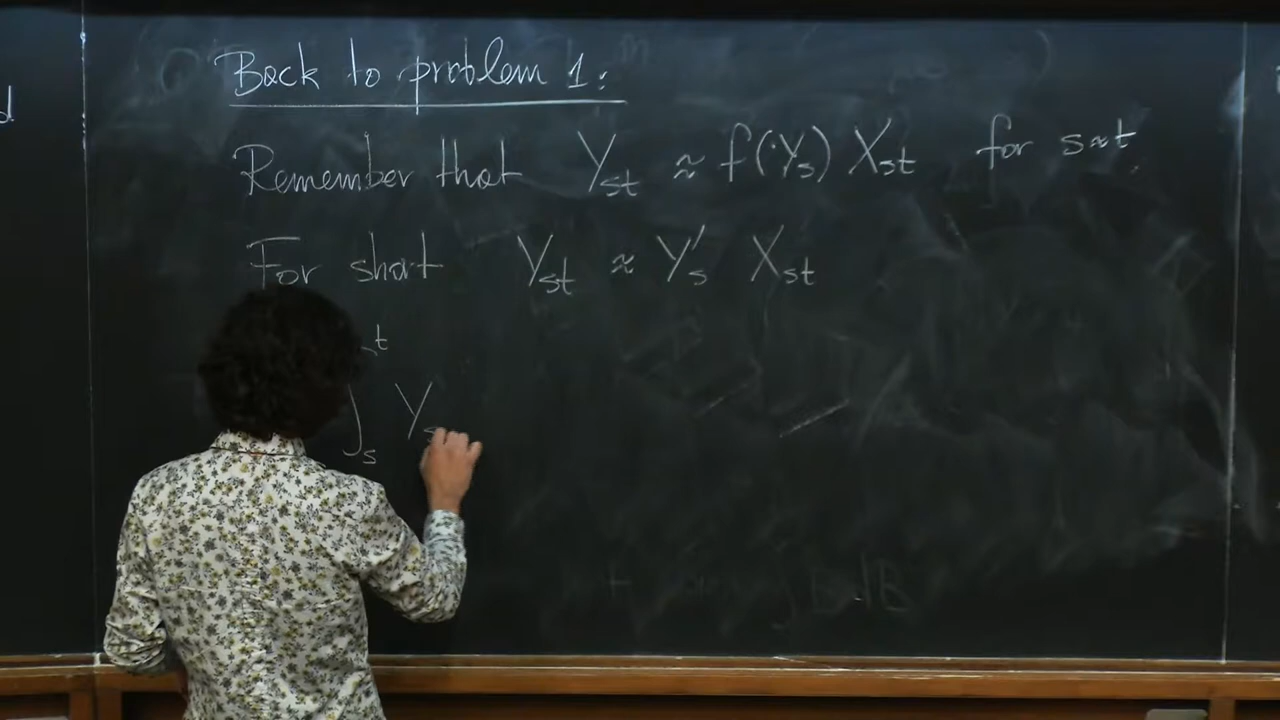 Back to problem 1:
Remember that Y_st ≈ f(Y_s) X_st for s≈t.
For short Y_st ≈ Y'_s X_st
∫_s^t Y